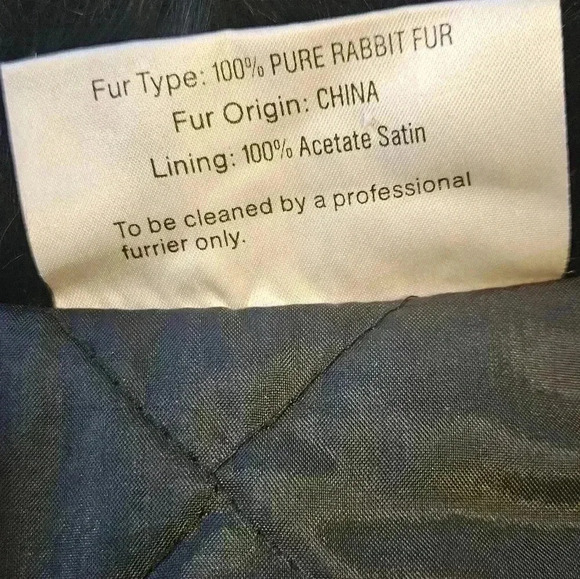 Fur Type: 100% PURE RABBIT FUR
Fur Origin: CHINA
Lining: 100% Acetate Satin
To be cleaned by a professional
furrier only.